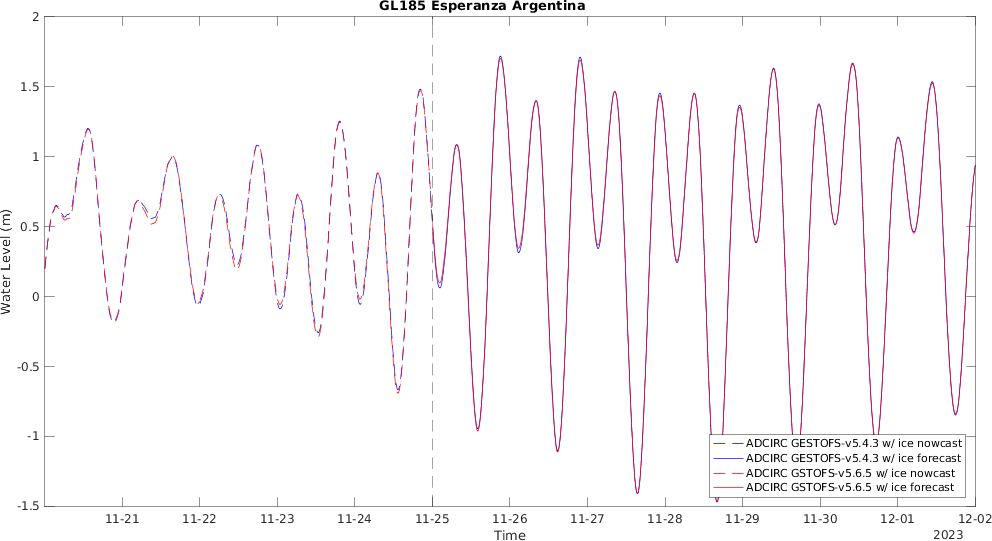 GL185 Esperanza Argentina
Water Level (m)
2
1.5
1
0.5
0
-0.5
-1
-1.5
ADCIRC GESTOFS-v5.4.3 w/ ice nowcast
ADCIRC GESTOFS-v5.4.3 w/ ice forecast
ADCIRC GSTOFS-v5.6.5 w/ ice nowcast
ADCIRC GSTOFS-v5.6.5 w/ ice forecast
11-21 11-22 11-23 11-24 11-25 11-26 11-27 11-28 11-29 11-30 12-01 12-02
Time
2023